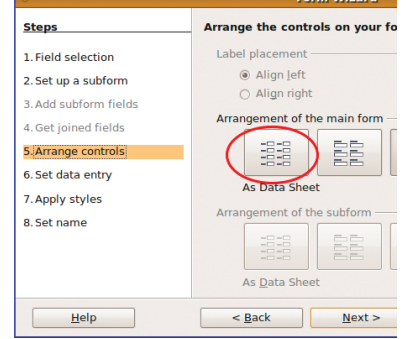 Steps
1. Field selection
2. Set up a subform
3. Add subform fields
4. Get joined fields
5. Arrange controls
6. Set data entry
7. Apply styles
8. Set name
Arrange the controls on your fo
Label placement
Align left
Align right
Arrangement of the main form
As Data Sheet
Arrangement of the subform
As Data Sheet
Help
< Back
Next >